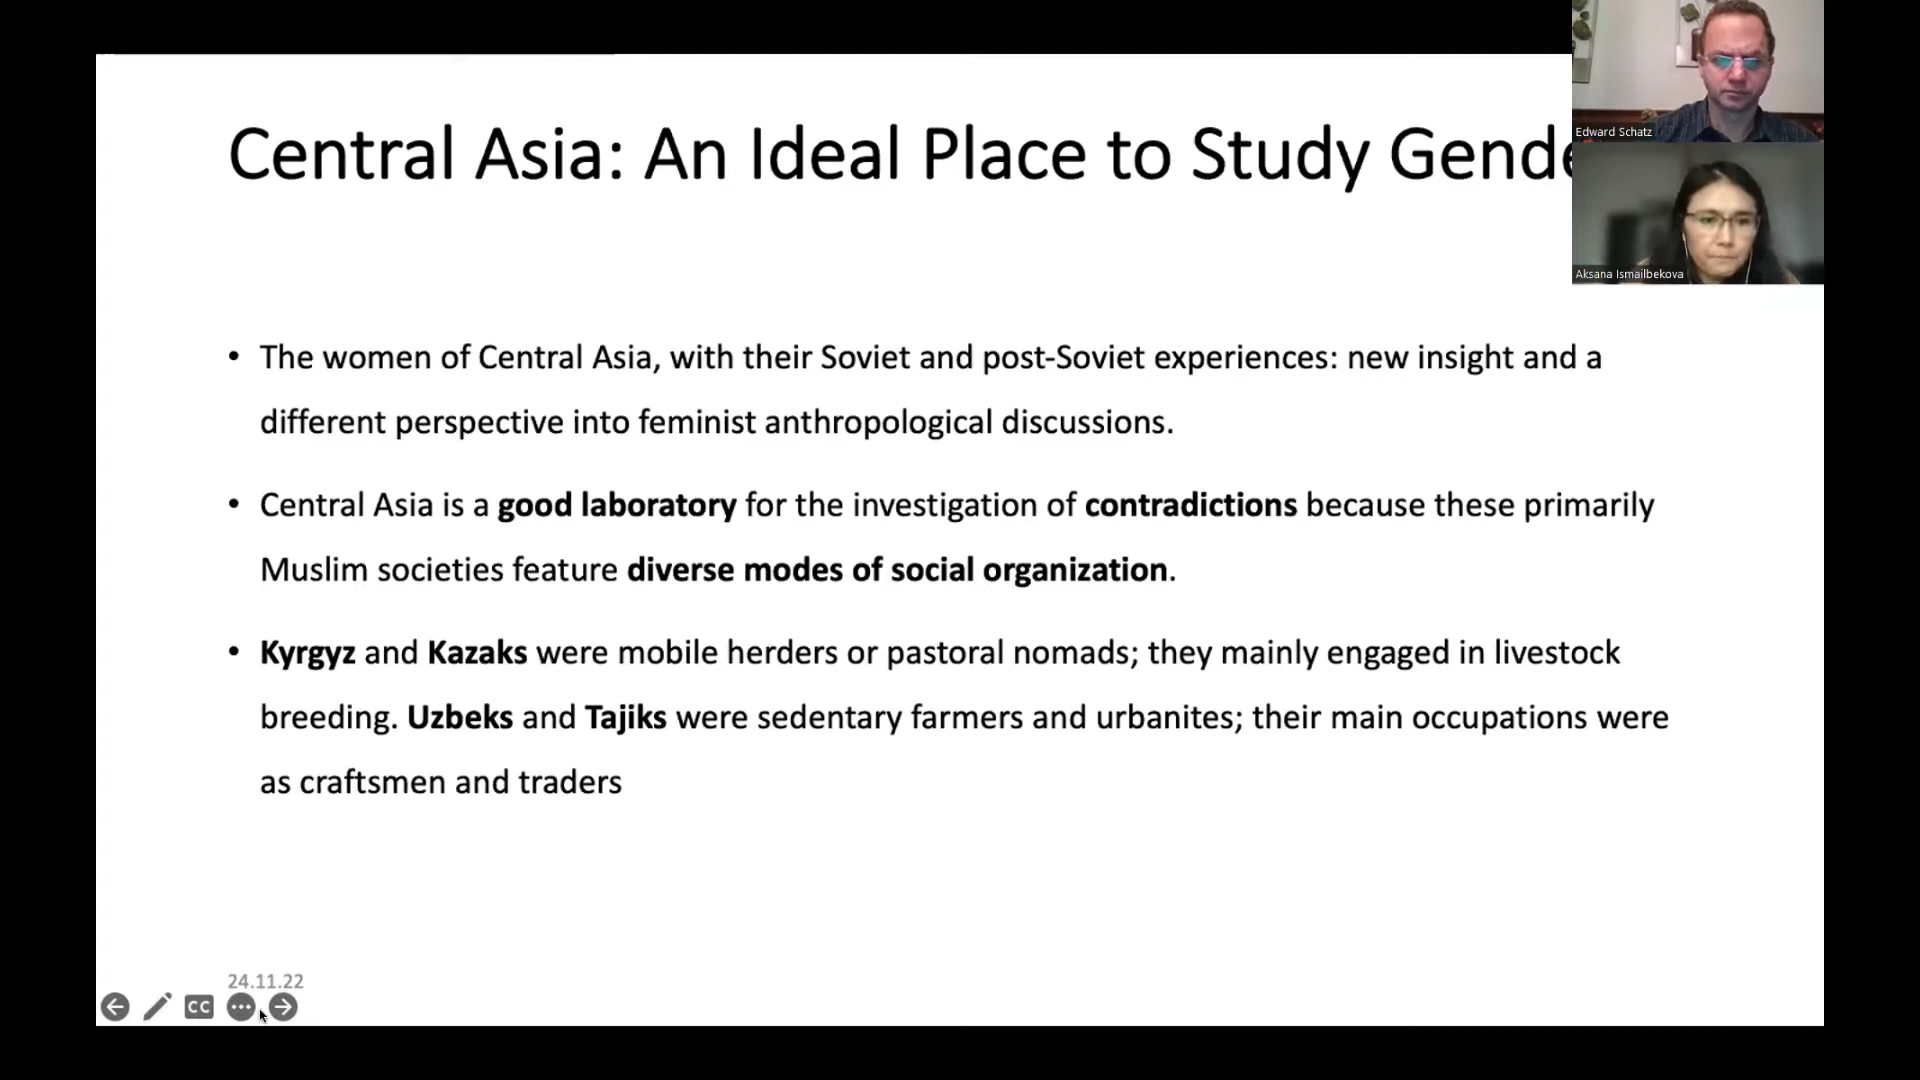 Central Asia: An Ideal Place to Study Gende
Edward Schatz
Aksana Ismailbekova
• The women of Central Asia, with their Soviet and post-Soviet experiences: new insight and a
different perspective into feminist anthropological discussions.
• Central Asia is a good laboratory for the investigation of contradictions because these primarily
Muslim societies feature diverse modes of social organization.
• Kyrgyz and Kazaks were mobile herders or pastoral nomads; they mainly engaged in livestock
breeding. Uzbeks and Tajiks were sedentary farmers and urbanites; their main occupations were
as craftsmen and traders
24.11.22
CC